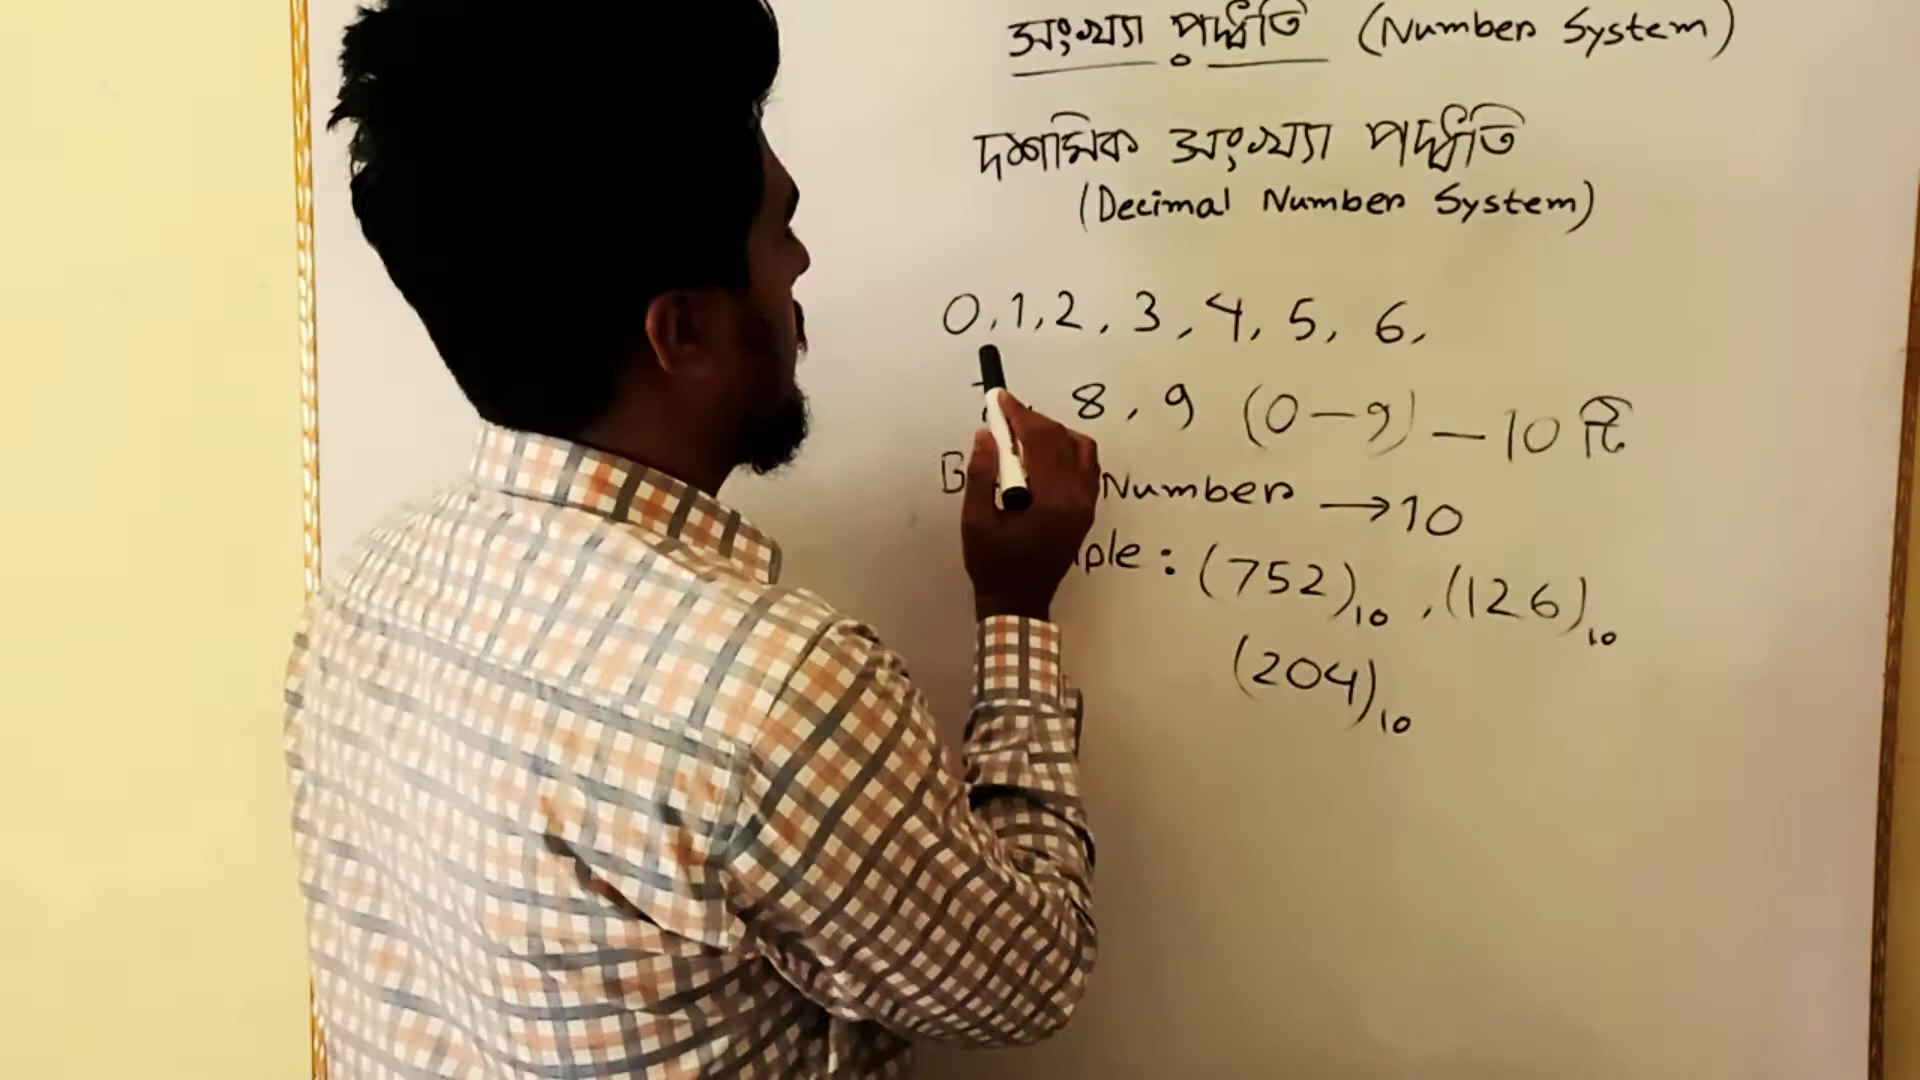 সংখ্যা পদ্ধতি (Number System)
দশমিক সংখ্যা পদ্ধতি
(Decimal Number System)
0, 1, 2, 3, 4, 5, 6,
8, 9 (0-9) - 10 টি
Number → 10
(752)10, (126)10
(204)10